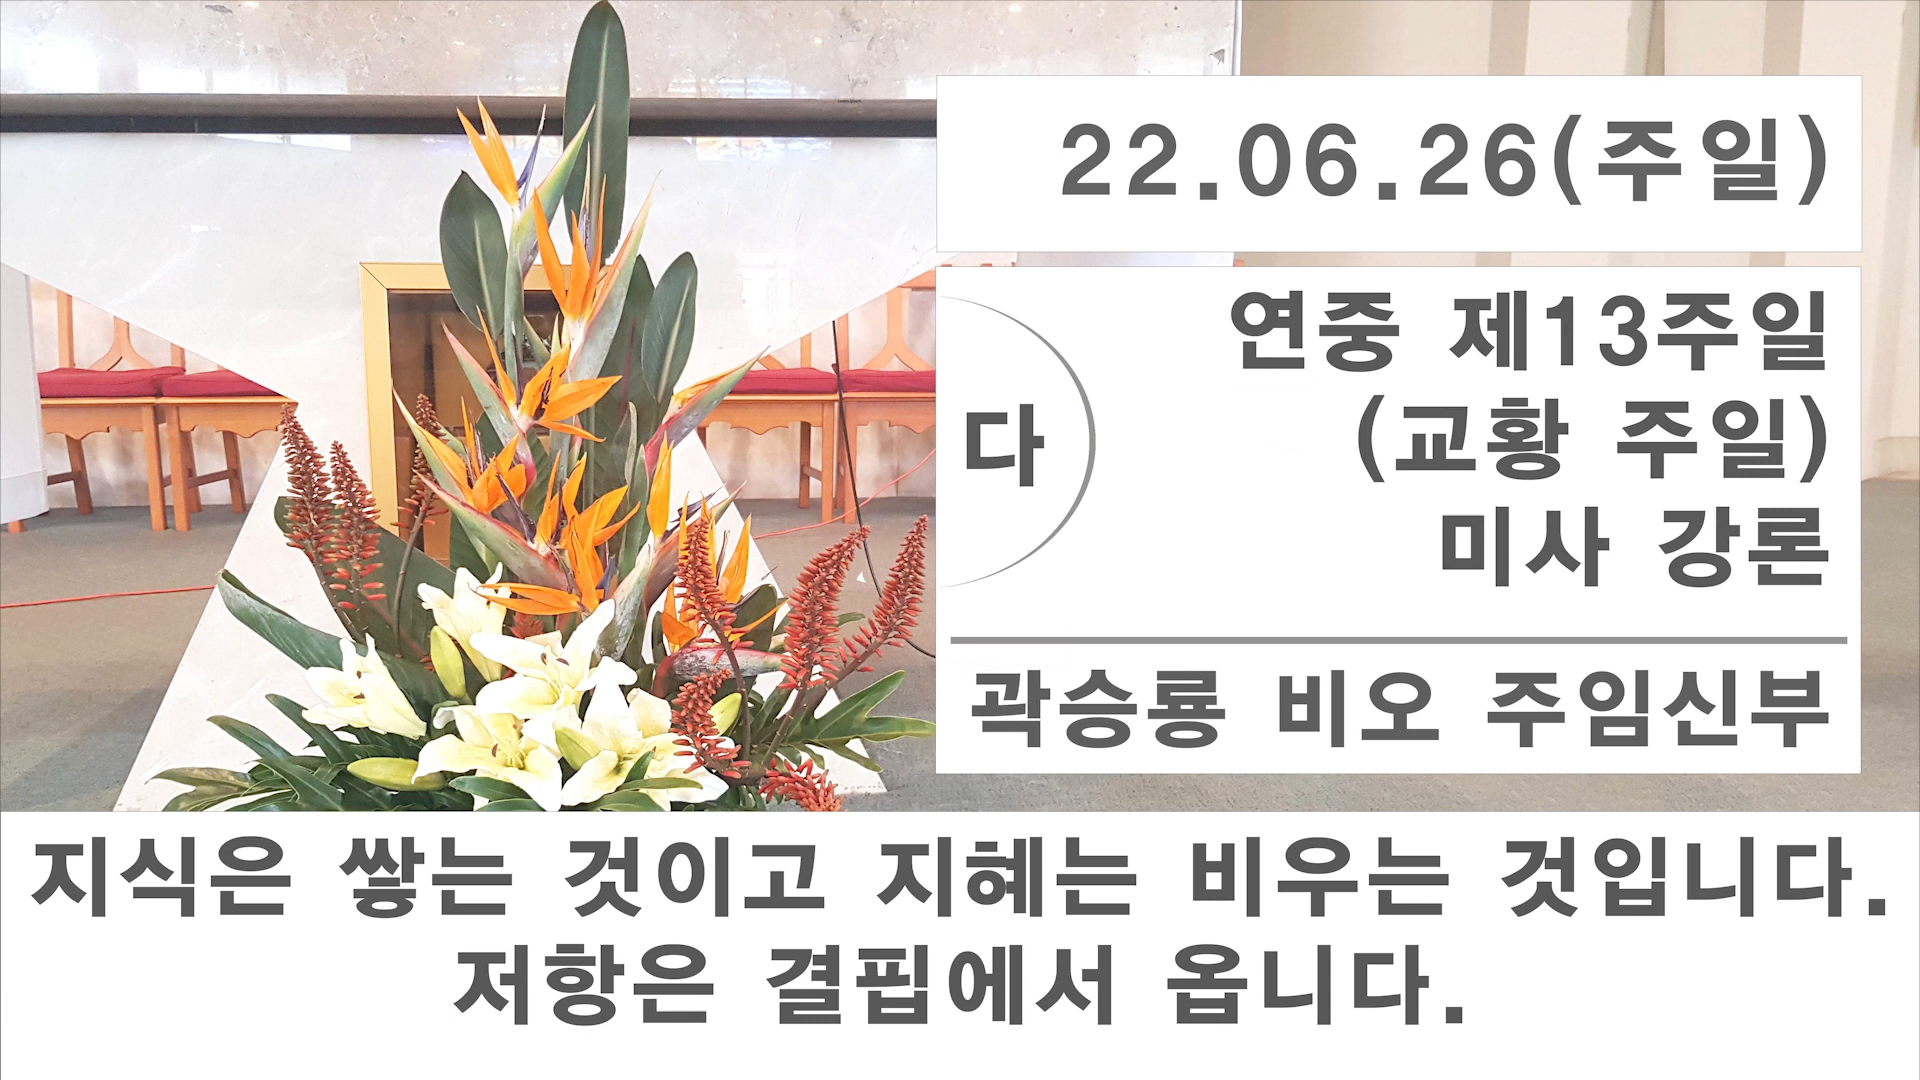 22.06.26(주일)
다
연중 제13주일
(교황 주일)
미사 강론
곽승룡 비오 주임신부
지식은 쌓는 것이고 지혜는 비우는 것입니다.
저항은 결핍에서 옵니다.